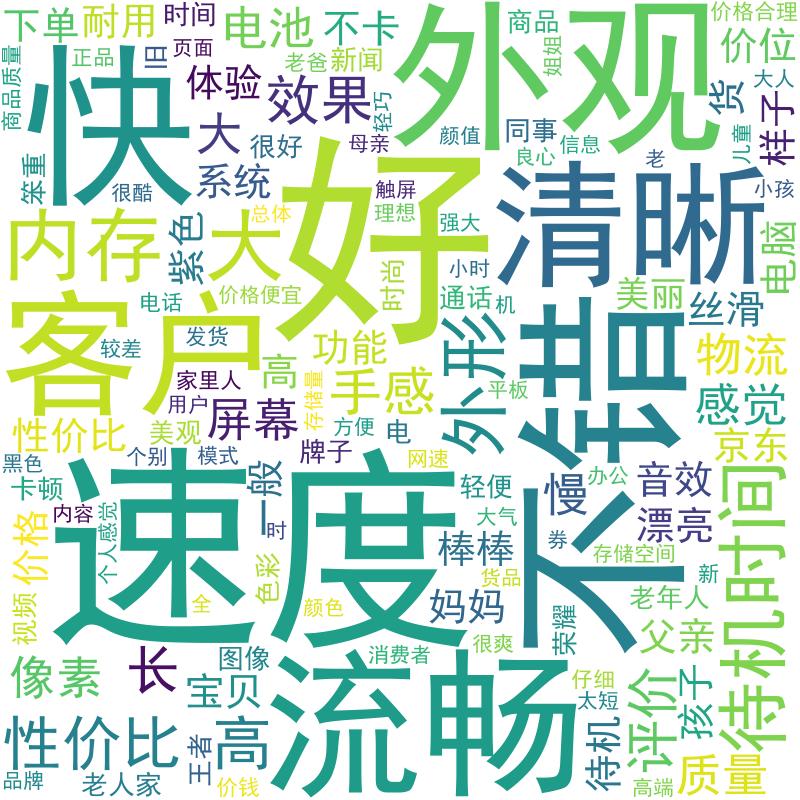 下单
耐用
时间
电池
不卡
外观
商品
姐姐
价格合理
价位
商品质量
正品
旧
页面
老爸
新闻
体验
效果
轻巧
快
大
很好
母亲
颜值
同事
良心
信息
老
货
儿童
大人
样子
小孩
笨重
很酷
系统
好
触屏
理想
强大
清晰
内存
紫色
大
总体
时尚
小时
通话
机
美丽
丝滑
电脑
电话
价格便宜
客户
较差
发货
家里人
用户
高
功能
手感
存储量
外形
平板
不错
物流
感觉
性价比
美观
屏幕
牌子
方便
电
京东
黑色
卡顿
个别
模式
一般
网速
轻便
慢
办公
音效
漂亮
待机时间
内容
个人感觉
价格
视频
速度
时
大气
棒棒
券
存储空间
新
色彩
货品
全
颜色
妈妈
荣耀
老年人
父亲
很爽
像素
长
图像
宝贝
消费者
流畅
仔细
太短
评价
孩子
性价比
高
王者
待机
质量
品牌
老人家
价钱
高端